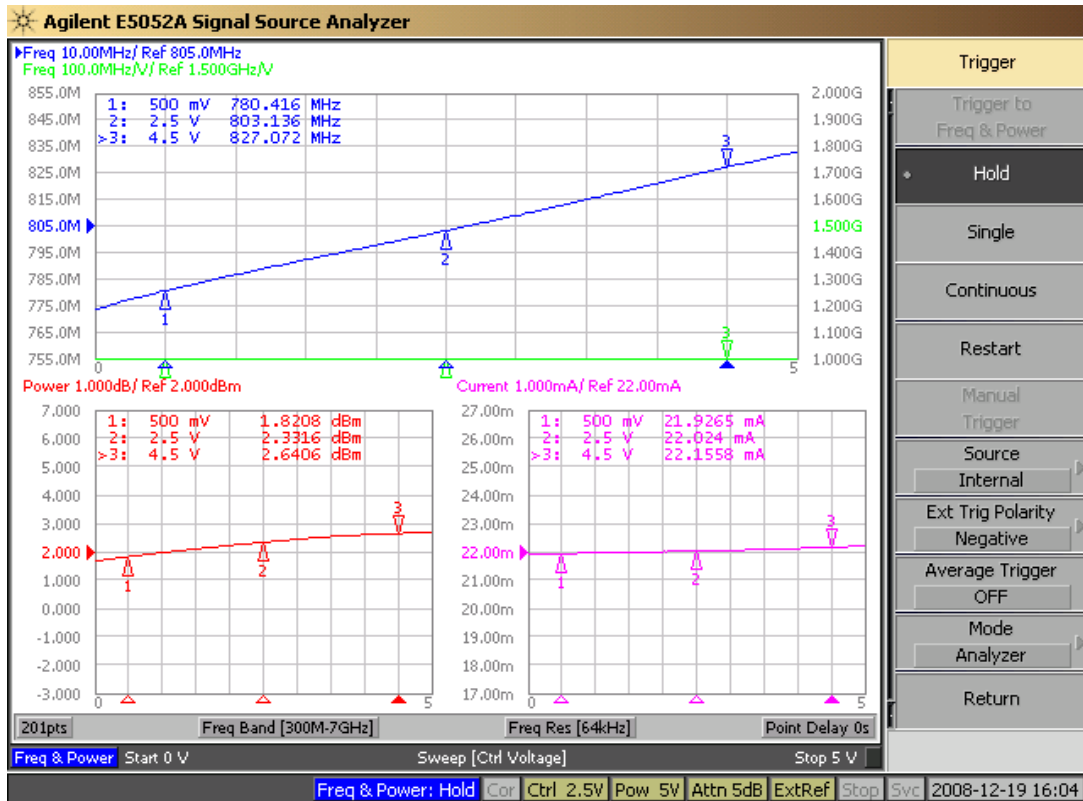 Agilent E5052A Signal Source Analyzer
Freq 10.00MHz/ Ref 805.0MHz
Freq 100.0MHz/V/ Ref 1.500GHz/V
855.0M
845.0M
835.0M
825.0M
815.0M
805.0M
795.0M
785.0M
775.0M
765.0M
755.0M
1: 500 mV 780.416 MHz
2: 2.5 V 803.136 MHz
>3: 4.5 V 827.072 MHz
1
2
3
3
2.000G
1.900G
1.800G
1.700G
1.600G
1.500G
1.400G
1.300G
1.200G
1.100G
1.000G
0
5
Power 1.000dB/ Ref 2.000dBm
7.000
6.000
5.000
4.000
3.000
2.000
1.000
0.000
-1.000
-2.000
-3.000
1: 500 mV 1.8208 dBm
2: 2.5 V 2.3316 dBm
>3: 4.5 V 2.6406 dBm
1
2
3
0
5
Current 1.000mA/ Ref 22.00mA
27.00m
26.00m
25.00m
24.00m
23.00m
22.00m
21.00m
20.00m
19.00m
18.00m
17.00m
1: 500 mV 21.9265 mA
2: 2.5 V 22.024 mA
>3: 4.5 V 22.1558 mA
1
2
3
0
5
201pts Freq Band [300M-7GHz] Freq Res [64kHz] Point Delay 0s
Freq & Power Start 0 V Sweep [Ctrl Voltage] Stop 5 V
Trigger
Trigger to
Freq & Power
Hold
Single
Continuous
Restart
Manual
Trigger
Source
Internal
Ext Trig Polarity
Negative
Average Trigger
OFF
Mode
Analyzer
Return
Freq & Power: Hold Cor Ctrl 2.5V Pow 5V Attn 5dB ExtRef Stop Svc 2008-12-19 16:04